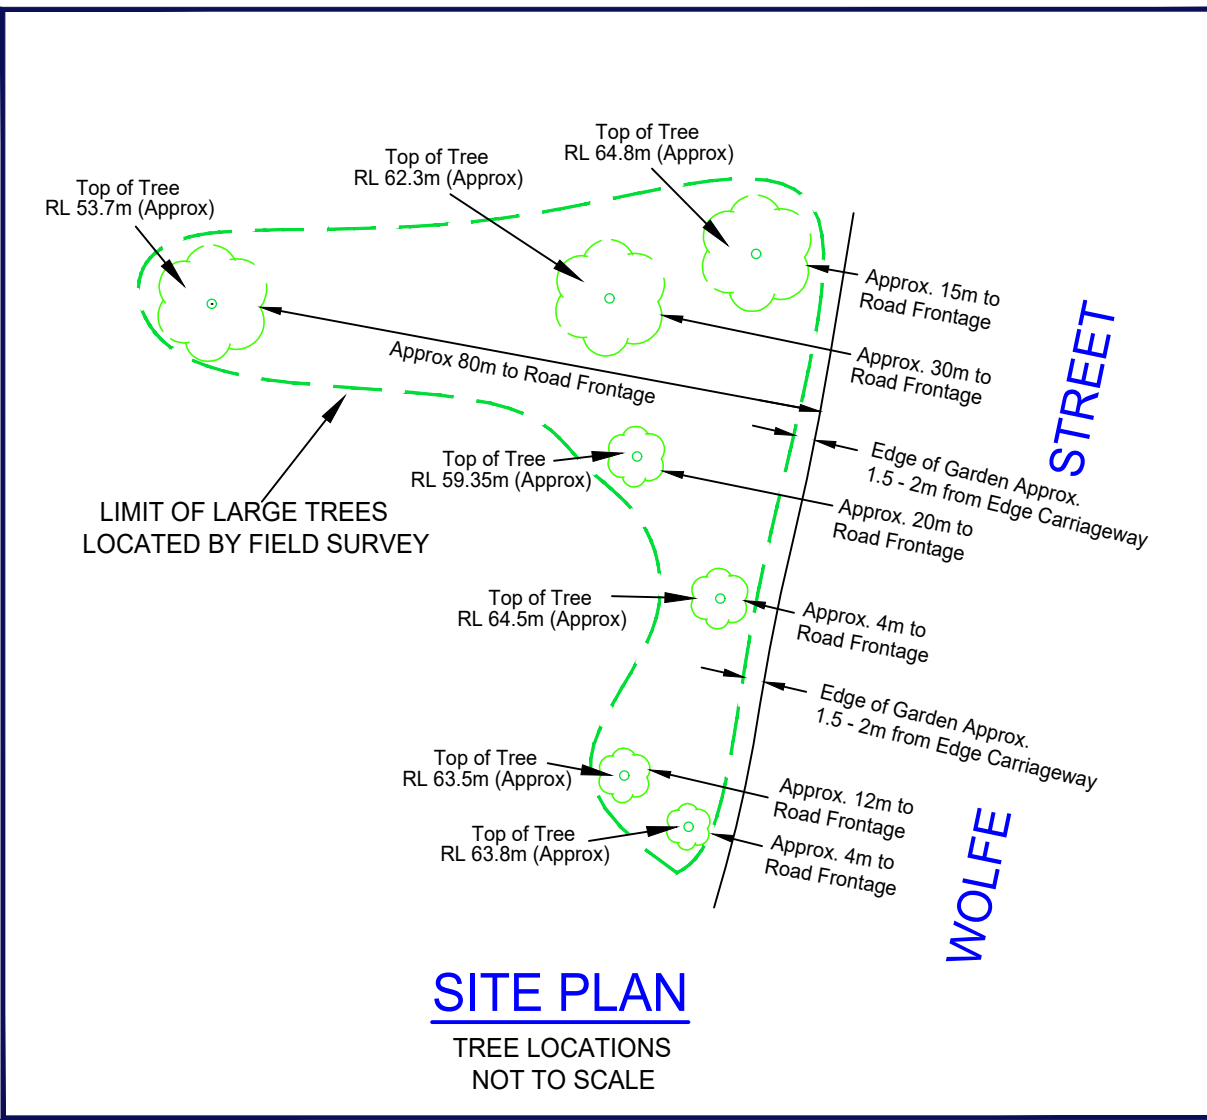 Top of Tree
RL 64.8m (Approx)
Top of Tree
RL 62.3m (Approx)
Top of Tree
RL 53.7m (Approx)
Approx. 15m to
Road Frontage
Approx. 30m to
Road Frontage
Approx 80m to Road Frontage
STREET
Edge of Garden Approx.
1.5 - 2m from Edge Carriageway
Top of Tree
RL 59.35m (Approx)
LIMIT OF LARGE TREES
LOCATED BY FIELD SURVEY
Approx. 20m to
Road Frontage
Top of Tree
RL 64.5m (Approx)
Approx. 4m to
Road Frontage
Edge of Garden Approx.
1.5 - 2m from Edge Carriageway
Top of Tree
RL 63.5m (Approx)
Approx. 12m to
Road Frontage
Top of Tree
RL 63.8m (Approx)
Approx. 4m to
Road Frontage
WOLFE
SITE PLAN
TREE LOCATIONS
NOT TO SCALE